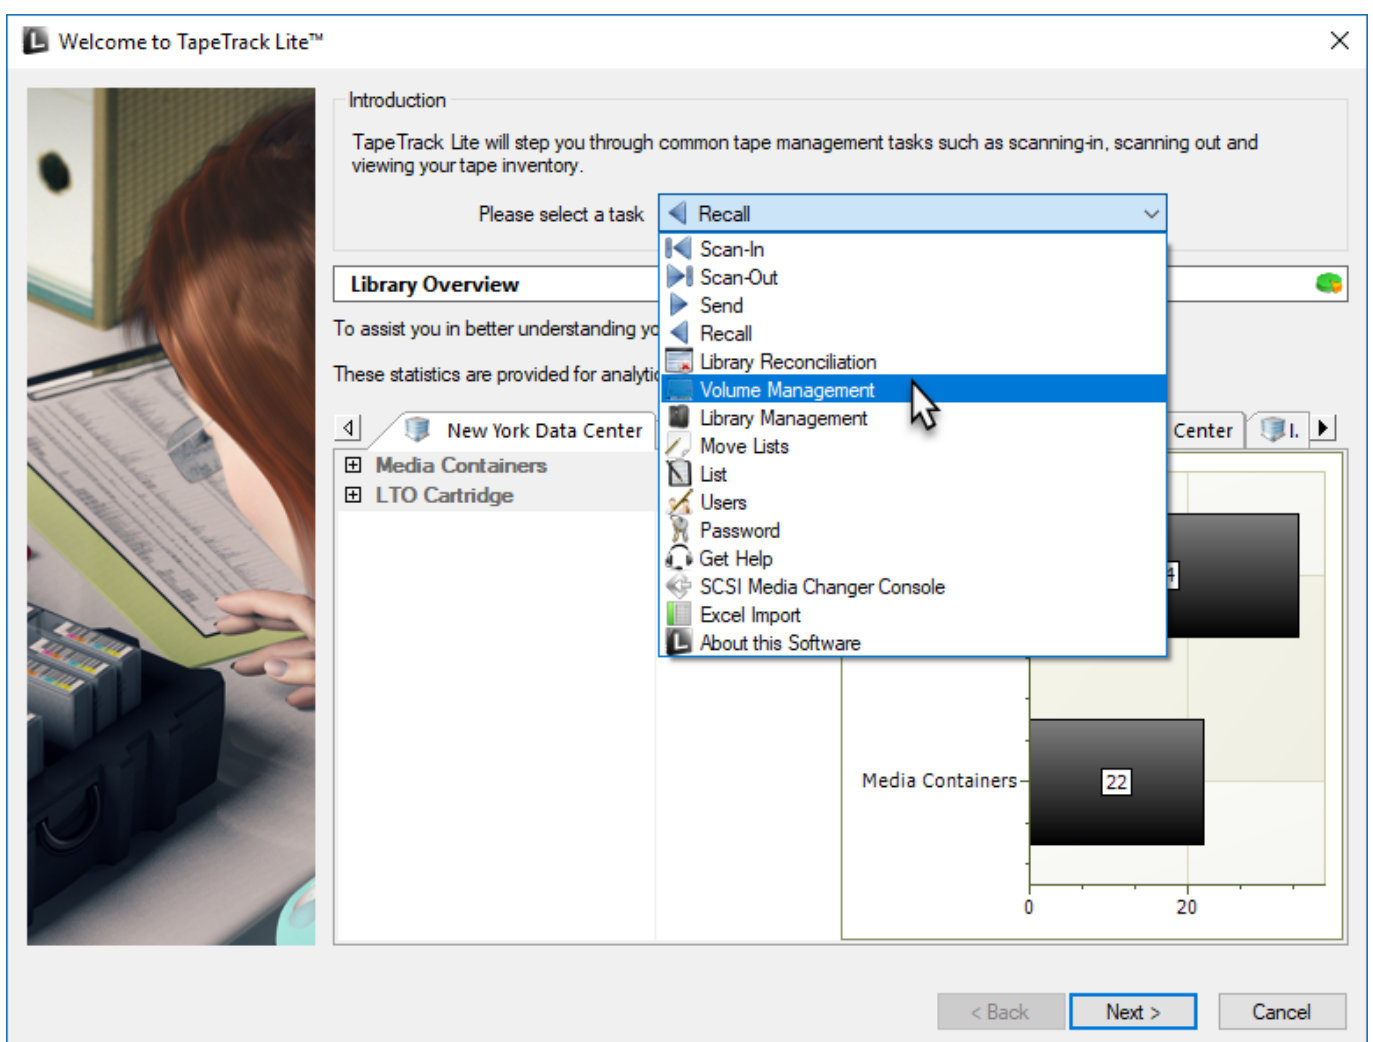 Welcome to TapeTrack Lite™
Introduction
TapeTrack Lite will step you through common tape management tasks such as scanning-in, scanning out and
viewing your tape inventory.
Please select a task
Recall
Scan-In
Scan-Out
Send
Recall
Library Reconciliation
Volume Management
Library Management
Move Lists
List
Users
Password
Get Help
SCSI Media Changer Console
Excel Import
About this Software
Library Overview
To assist you in better understanding
These statistics are provided for
New York Data Center
Center
I.
Media Containers
LTO Cartridge
4
Media Containers
22
0
20
< Back
Next >
Cancel